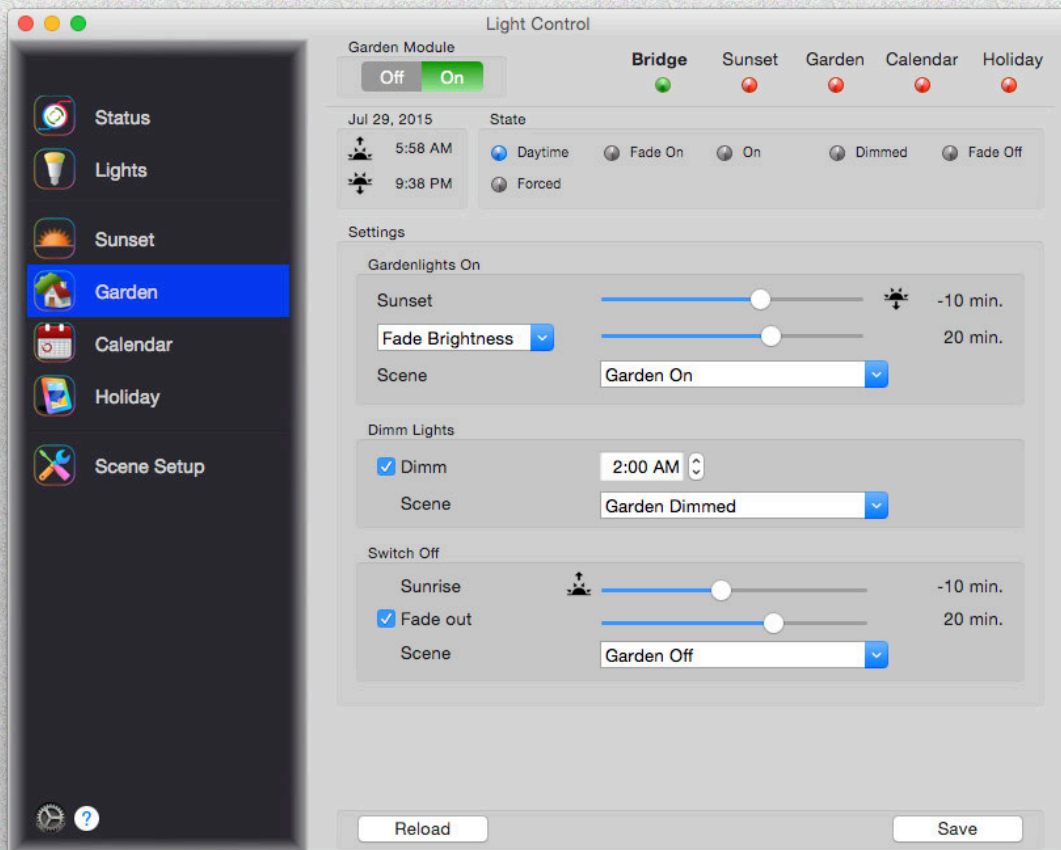 Light Control
Status
Lights
Sunset
Garden
Calendar
Holiday
Scene Setup
?
Garden Module
Off On
Bridge Sunset Garden Calendar Holiday
Jul 29, 2015
5:58 AM
9:38 PM
State
Daytime Fade On On Dimmed Fade Off
Forced
Settings
Gardenlights On
Sunset -10 min.
Fade Brightness 20 min.
Scene Garden On
Dimm Lights
Dimm 2:00 AM
Scene Garden Dimmed
Switch Off
Sunrise -10 min.
Fade out 20 min.
Scene Garden Off
Reload Save